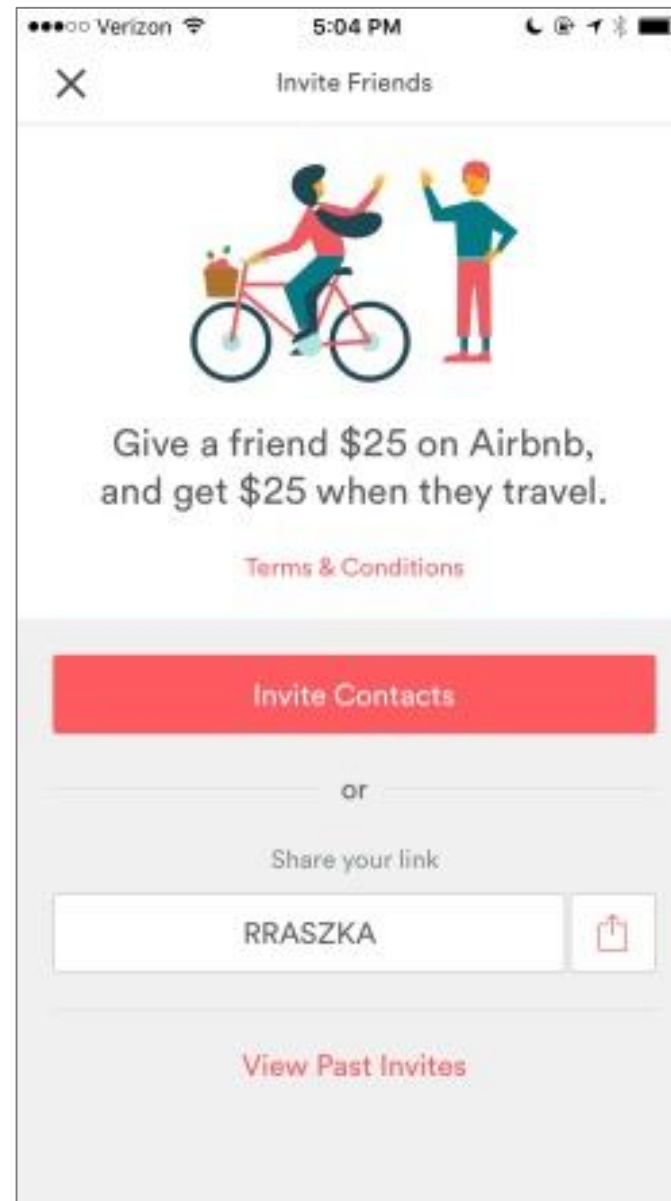 Verizon 5:04 PM
Invite Friends
Give a friend $25 on Airbnb,
and get $25 when they travel.
Terms & Conditions
Invite Contacts
or
Share your link
RRASZKA
View Past Invites